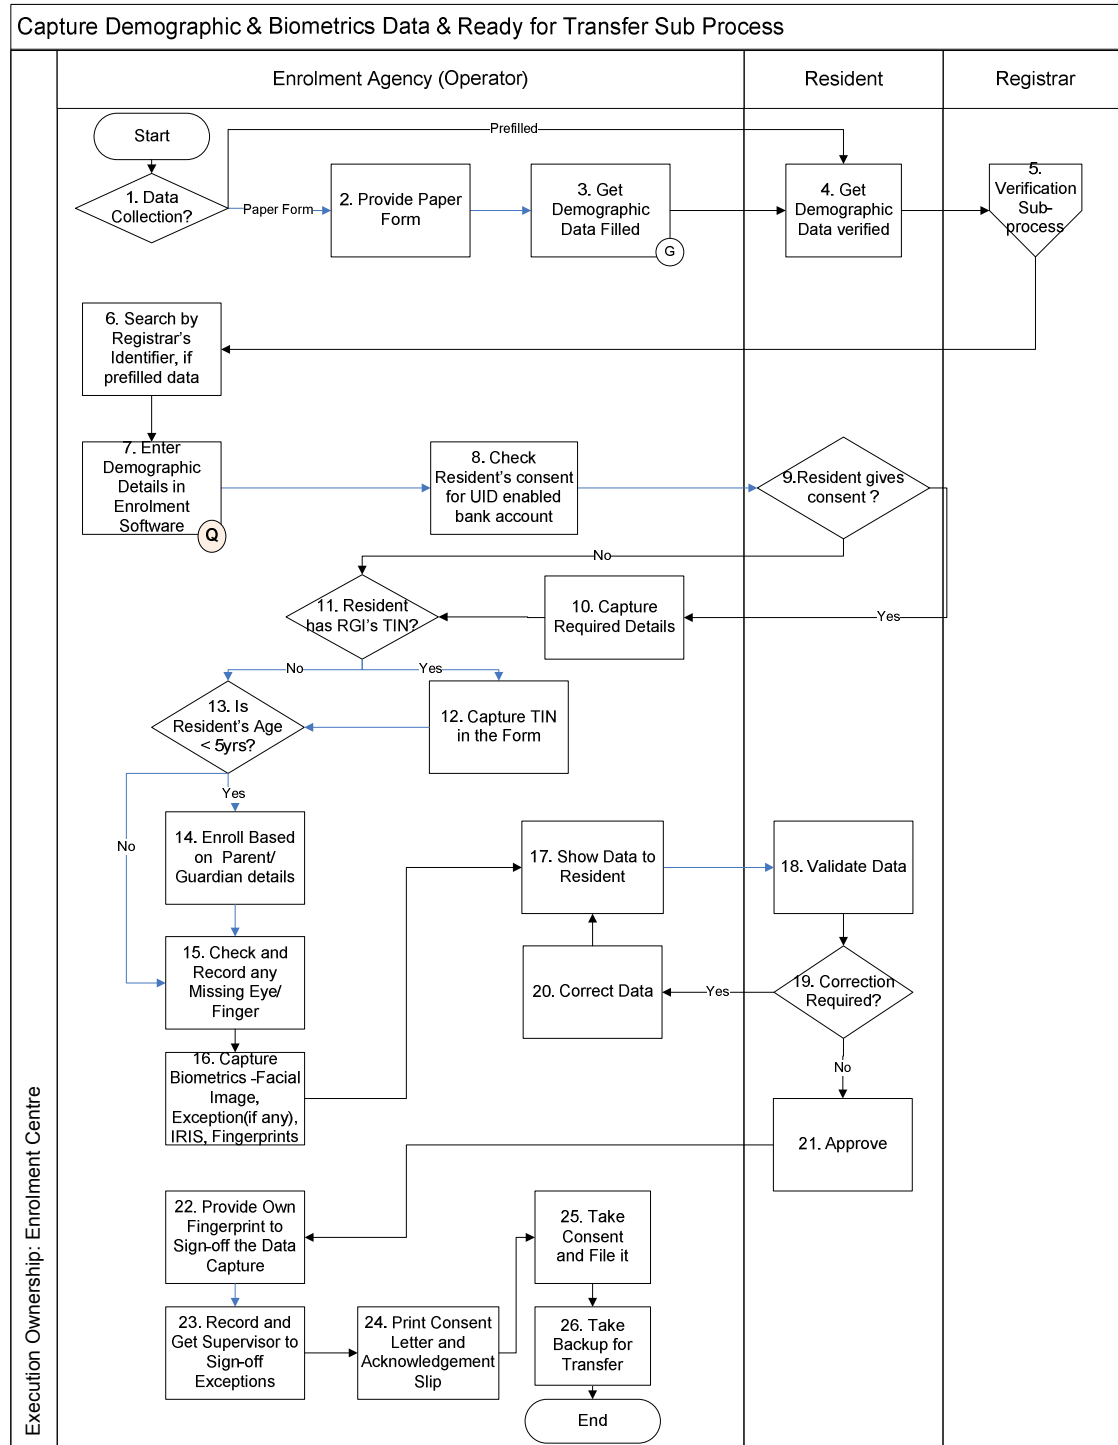 Capture Demographic & Biometrics Data & Ready for Transfer Sub Process
Enrolment Agency (Operator)
Resident
Registrar
Start
Prefilled
1. Data
Collection?
Paper Form
2. Provide Paper
Form
3. Get
Demographic
Data Filled
G
4. Get
Demographic
Data verified
5.
Verification
Sub-
process
6. Search by
Registrar's
Identifier, if
prefilled data
7. Enter
Demographic
Details in
Enrolment
Software
Q
8. Check
Resident's consent
for UID enabled
bank account
9.Resident gives
consent ?
No
Yes
10. Capture
Required Details
11. Resident
has RGI's TIN?
No
Yes
12. Capture TIN
in the Form
13. Is
Resident's Age
< 5yrs?
Yes
No
14. Enroll Based
on Parent/
Guardian details
15. Check and
Record any
Missing Eye/
Finger
16. Capture
Biometrics -Facial
Image,
Exception(if any),
IRIS, Fingerprints
17. Show Data to
Resident
18. Validate Data
19. Correction
Required?
Yes
20. Correct Data
No
21. Approve
22. Provide Own
Fingerprint to
Sign-off the Data
Capture
23. Record and
Get Supervisor to
Sign-off
Exceptions
24. Print Consent
Letter and
Acknowledgement
Slip
25. Take
Consent
and File it
26. Take
Backup for
Transfer
End
Execution Ownership: Enrolment Centre